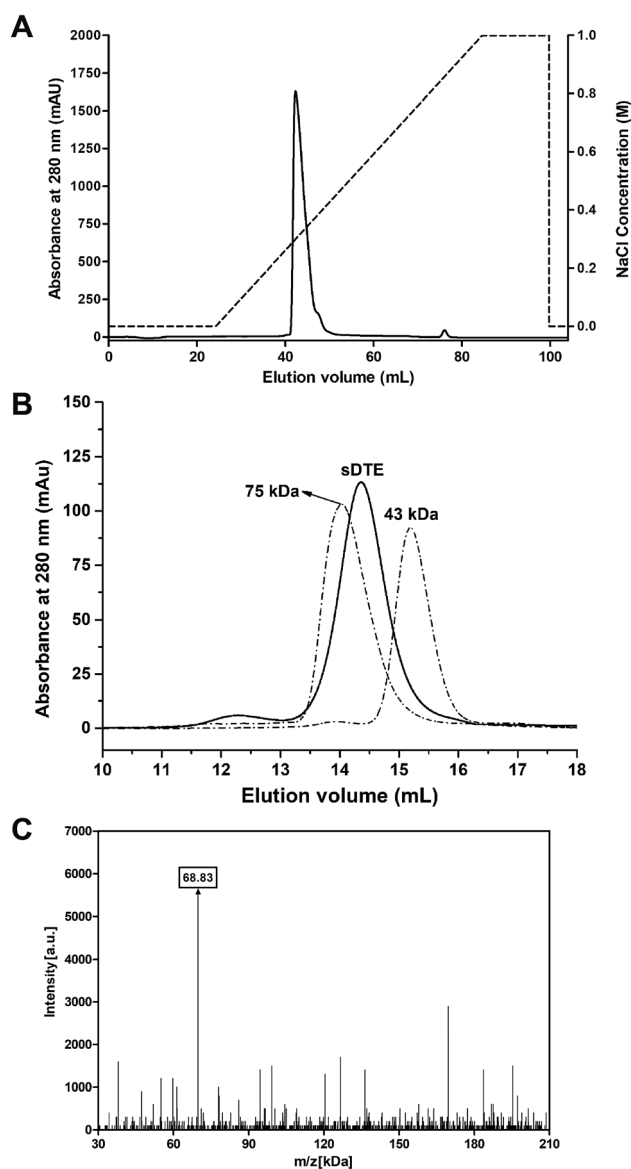 A
Absorbance at 280 nm (mAU)
2000
1750
1500
1250
1000
750
500
250
0
0 20 40 60 80 100
Elution volume (mL)
1.0
0.8
0.6
0.4
0.2
0.0
NaCl Concentration (M)
B
Absorbance at 280 nm (mAu)
150
125
100
75
50
25
0
sDTE
75 kDa
43 kDa
10 11 12 13 14 15 16 17 18
Elution volume (mL)
C
Intensity [a.u.]
7000
6000
5000
4000
3000
2000
1000
0
68.83
30 60 90 120 150 180 210
m/z[kDa]